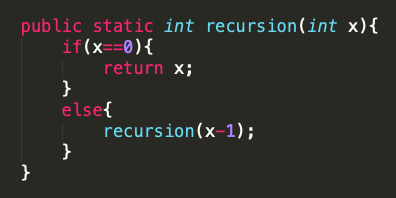 public static int recursion(int x){
if(x==0){
return x;
}
else{
recursion(x-1);
}
}